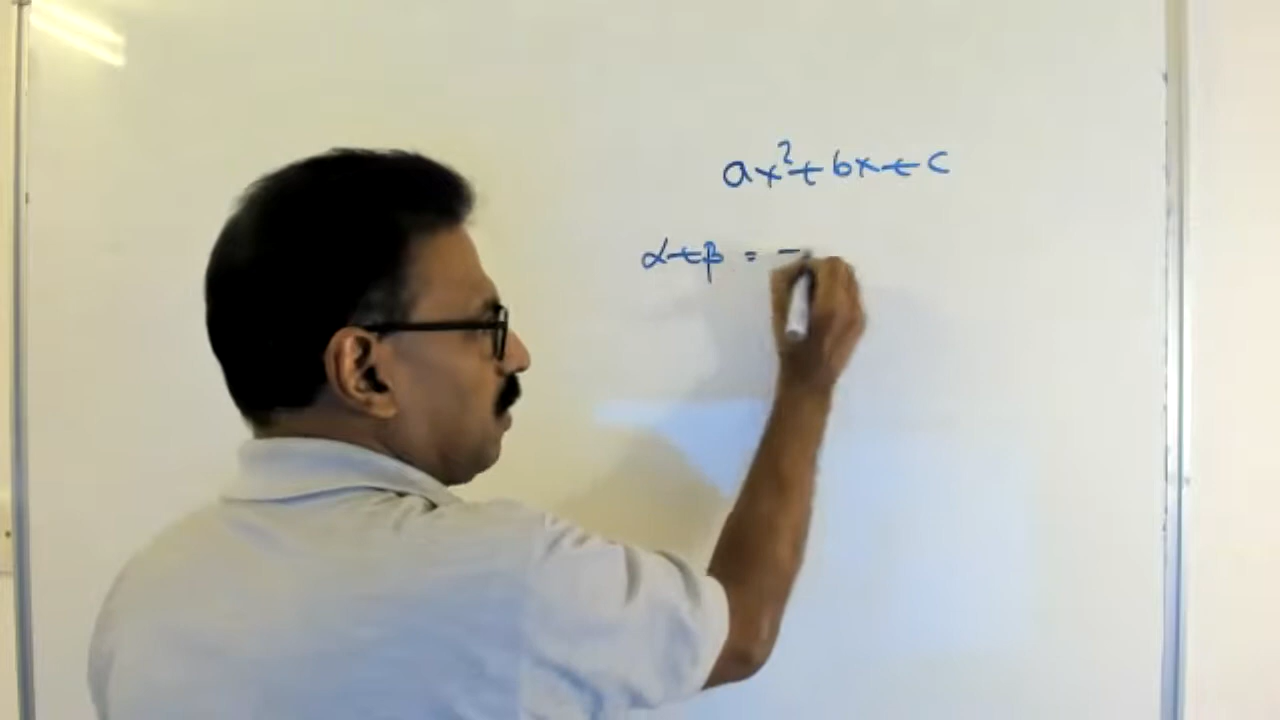 ax²+bx+c
α+β = -